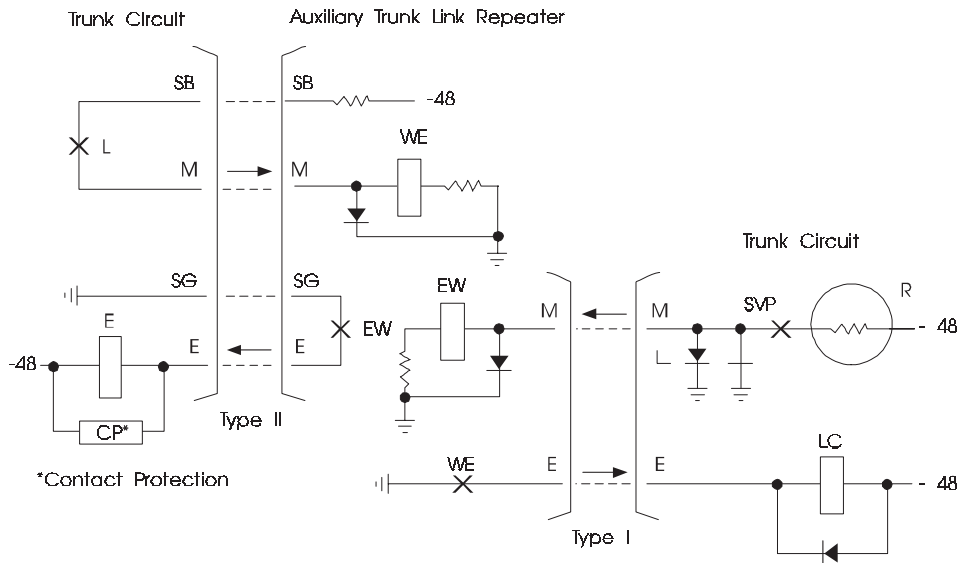 Trunk Circuit
Auxiliary Trunk Link Repeater
SB
SB
-48
L
WE
M
M
SG
SG
E
EW
E
E
-48
CP*
Type II
*Contact Protection
Trunk Circuit
EW
M
M
SVP
R
- 48
L
WE
E
E
LC
- 48
Type I